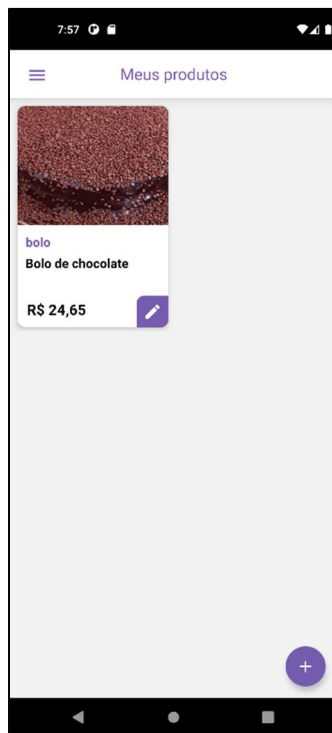 7:57
Meus produtos
bolo
Bolo de chocolate
R$ 24,65
+